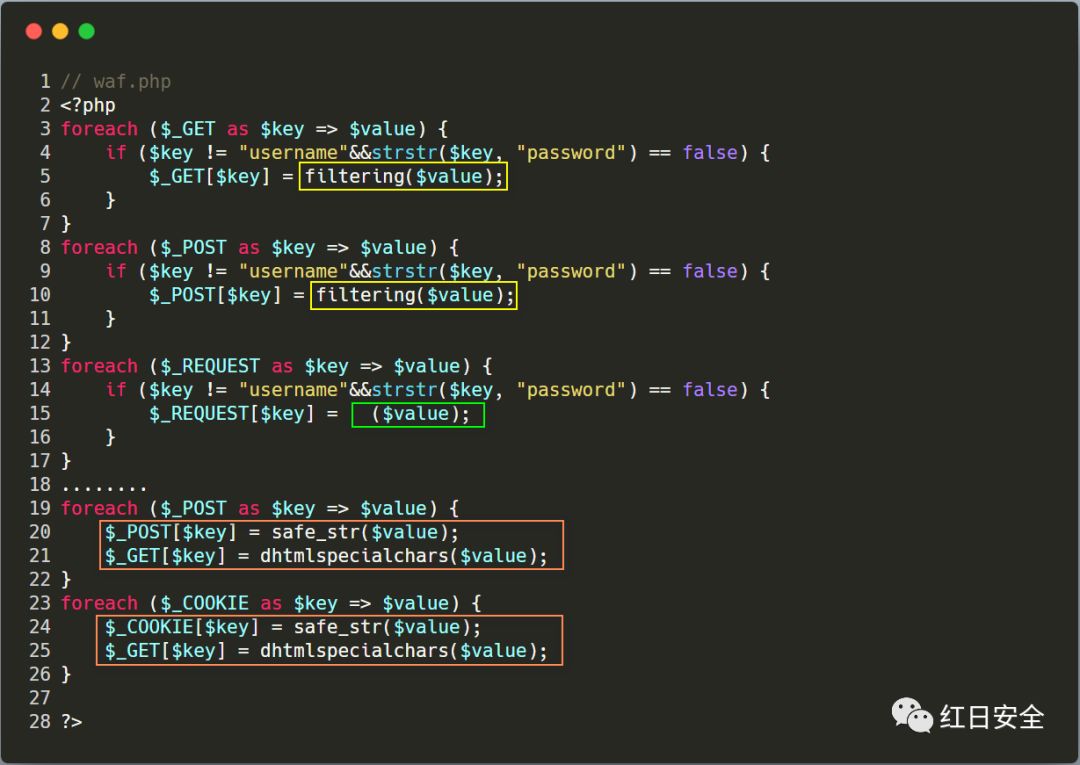 1 // waf.php
2 <?php
3 foreach ($_GET as $key => $value) {
4     if ($key != "username"&&strstr($key, "password") == false) {
5         $_GET[$key] = filtering($value);
6     }
7 }
8 foreach ($_POST as $key => $value) {
9     if ($key != "username"&&strstr($key, "password") == false) {
10         $_POST[$key] = filtering($value);
11     }
12 }
13 foreach ($_REQUEST as $key => $value) {
14     if ($key != "username"&&strstr($key, "password") == false) {
15         $_REQUEST[$key] =   ($value);
16     }
17 }
18 ........
19 foreach ($_POST as $key => $value) {
20     $_POST[$key] = safe_str($value);
21     $_GET[$key] = dhtmlspecialchars($value);
22 }
23 foreach ($_COOKIE as $key => $value) {
24     $_COOKIE[$key] = safe_str($value);
25     $_GET[$key] = dhtmlspecialchars($value);
26 }
27
28 ?>
红日安全